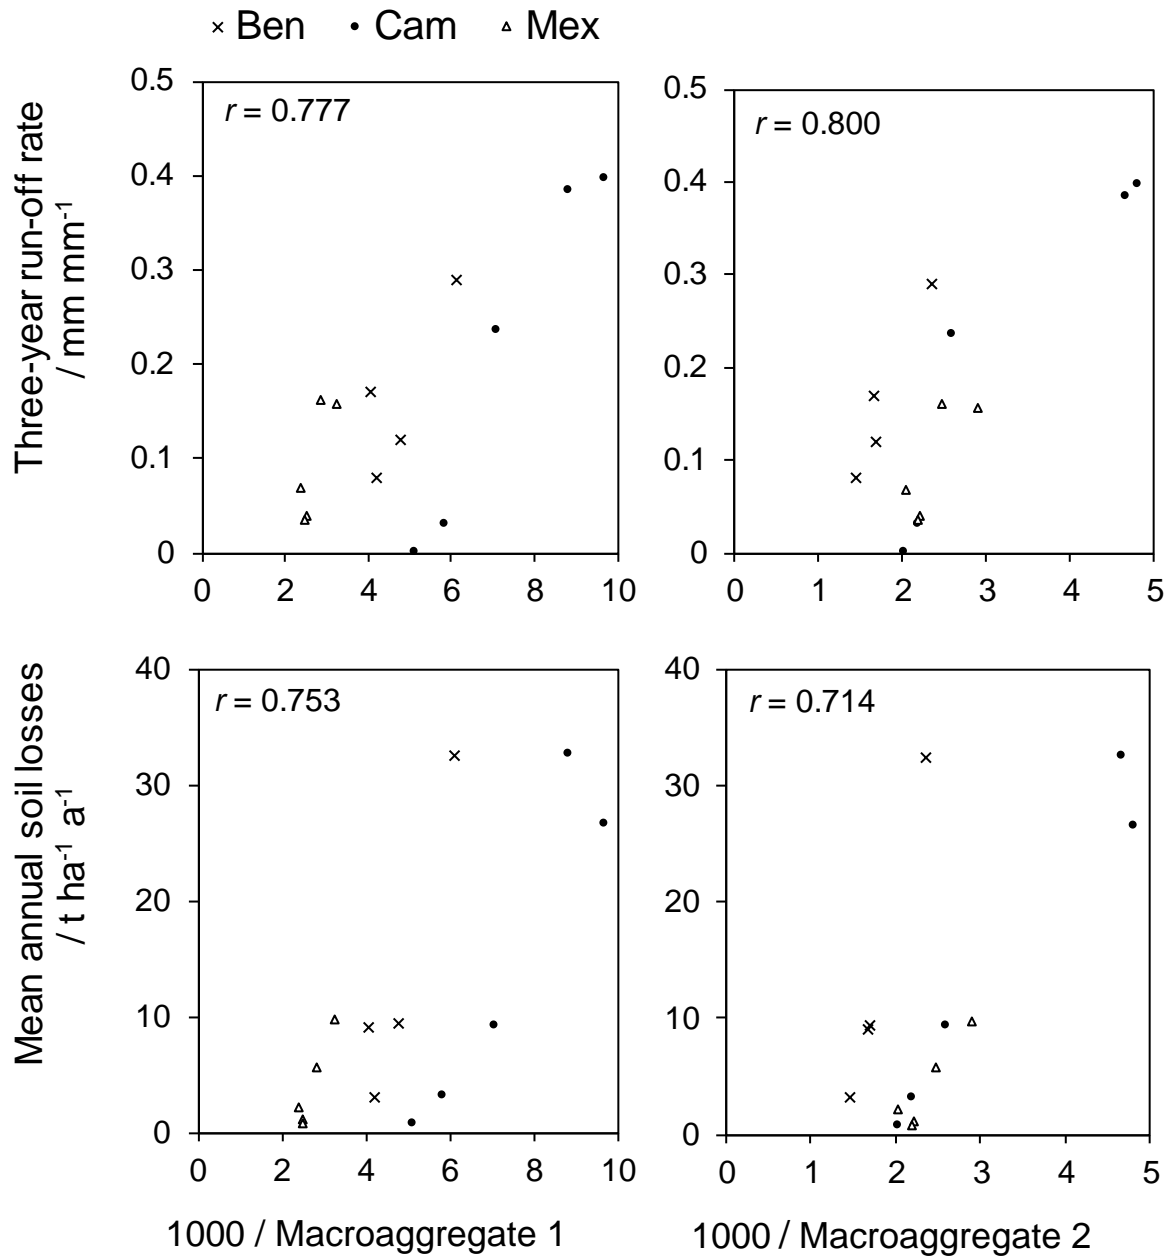 × Ben • Cam △ Mex
Three-year run-off rate
/ mm mm⁻¹
r = 0.777
0.5
0.4
0.3
0.2
0.1
0
0 2 4 6 8 10
r = 0.800
0.5
0.4
0.3
0.2
0.1
0
0 1 2 3 4 5
Mean annual soil losses
/ t ha⁻¹ a⁻¹
r = 0.753
40
30
20
10
0
0 2 4 6 8 10
1000 / Macroaggregate 1
r = 0.714
40
30
20
10
0
0 1 2 3 4 5
1000 / Macroaggregate 2